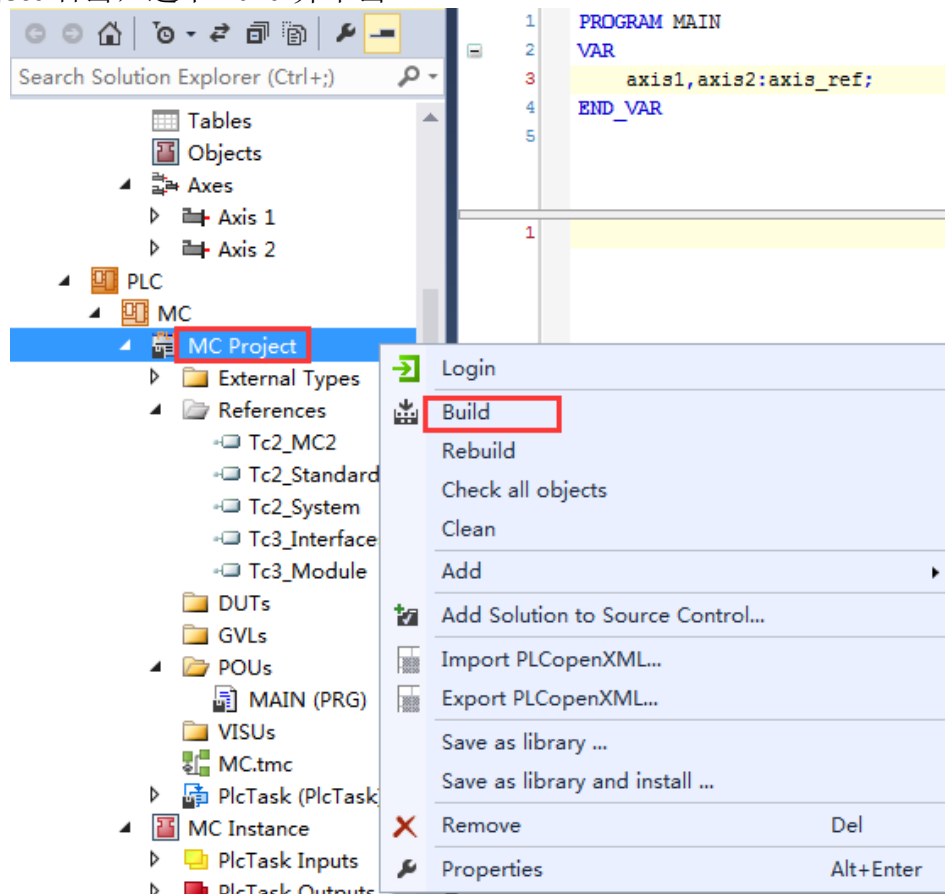 Search Solution Explorer (Ctrl+;)
Tables
Objects
Axes
Axis 1
Axis 2
PLC
MC
MC Project
External Types
References
Tc2_MC2
Tc2_Standard
Tc2_System
Tc3_Interface
Tc3_Module
DUTs
GVLs
POUs
MAIN (PRG)
VISUs
MC.tmc
PlcTask (PlcTask
MC Instance
PlcTask Inputs
PlcTask Outputs
1 PROGRAM MAIN
2 VAR
3 axis1,axis2:axis_ref;
4 END_VAR
5
1
Login
Build
Rebuild
Check all objects
Clean
Add
Add Solution to Source Control...
Import PLCopenXML...
Export PLCopenXML...
Save as library ...
Save as library and install ...
Remove Del
Properties Alt+Enter